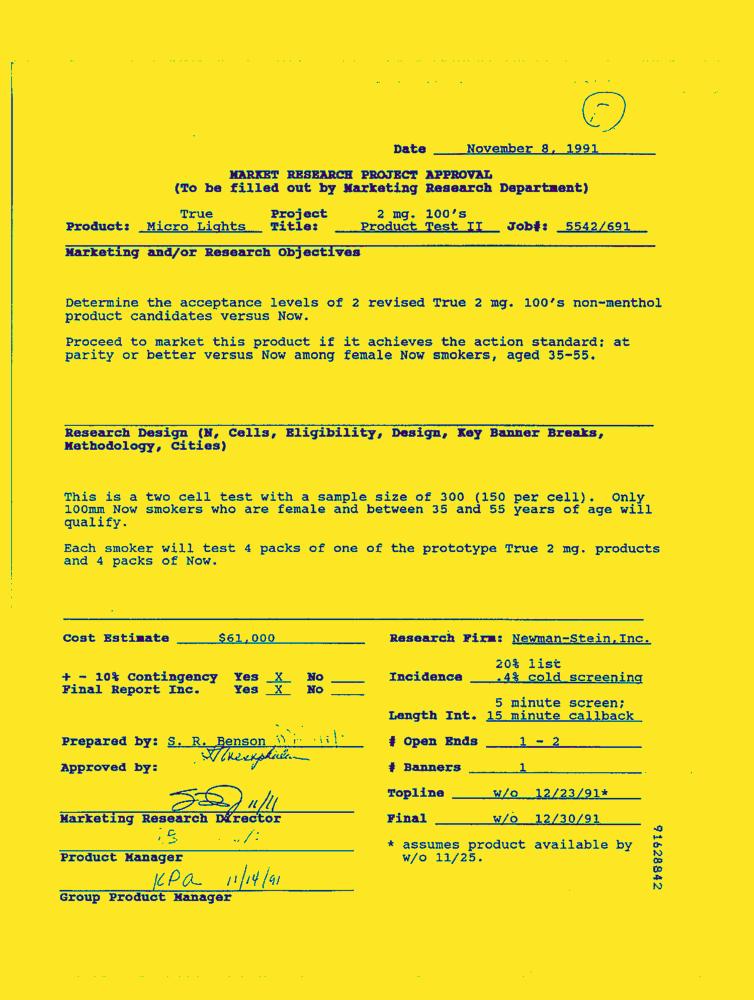 Date November 8, 1991
MARKET RESEARCH PROJECT APPROVAL
(To be filled out by Marketing Research Department)
True Project 2 mg. 100's
Product: Micro Lights Title: Product Test II Job#: 5542/691
Marketing and/or Research Objectives
Determine the acceptance levels of 2 revised True 2 mg. 100's non-menthol
product candidates versus Now.
Proceed to market this product if it achieves the action standard; at
parity or better versus Now among female Now smokers, aged 35-55.
Research Design (N, Cells, Eligibility, Design, Key Banner Breaks,
Methodology, Cities)
This is a two cell test with a sample size of 300 (150 per cell). Only
100mm Now smokers who are female and between 35 and 55 years of age will
qualify.
Each smoker will test 4 packs of one of the prototype True 2 mg. products
and 4 packs of Now.
Cost Estimate $61,000
+ - 10% Contingency Yes X No
Final Report Inc. Yes X No
Prepared by: S. R. Benson
Approved by:
11/11
Marketing Research Director
Product Manager
KPA 11/14/91
Group Product Manager
Research Firm: Newman-Stein,Inc.
20% list
Incidence .4% cold screening
5 minute screen;
Length Int. 15 minute callback
# Open Ends 1 - 2
# Banners 1
Topline w/o 12/23/91*
Final w/o 12/30/91
* assumes product available by
w/o 11/25.
91628842